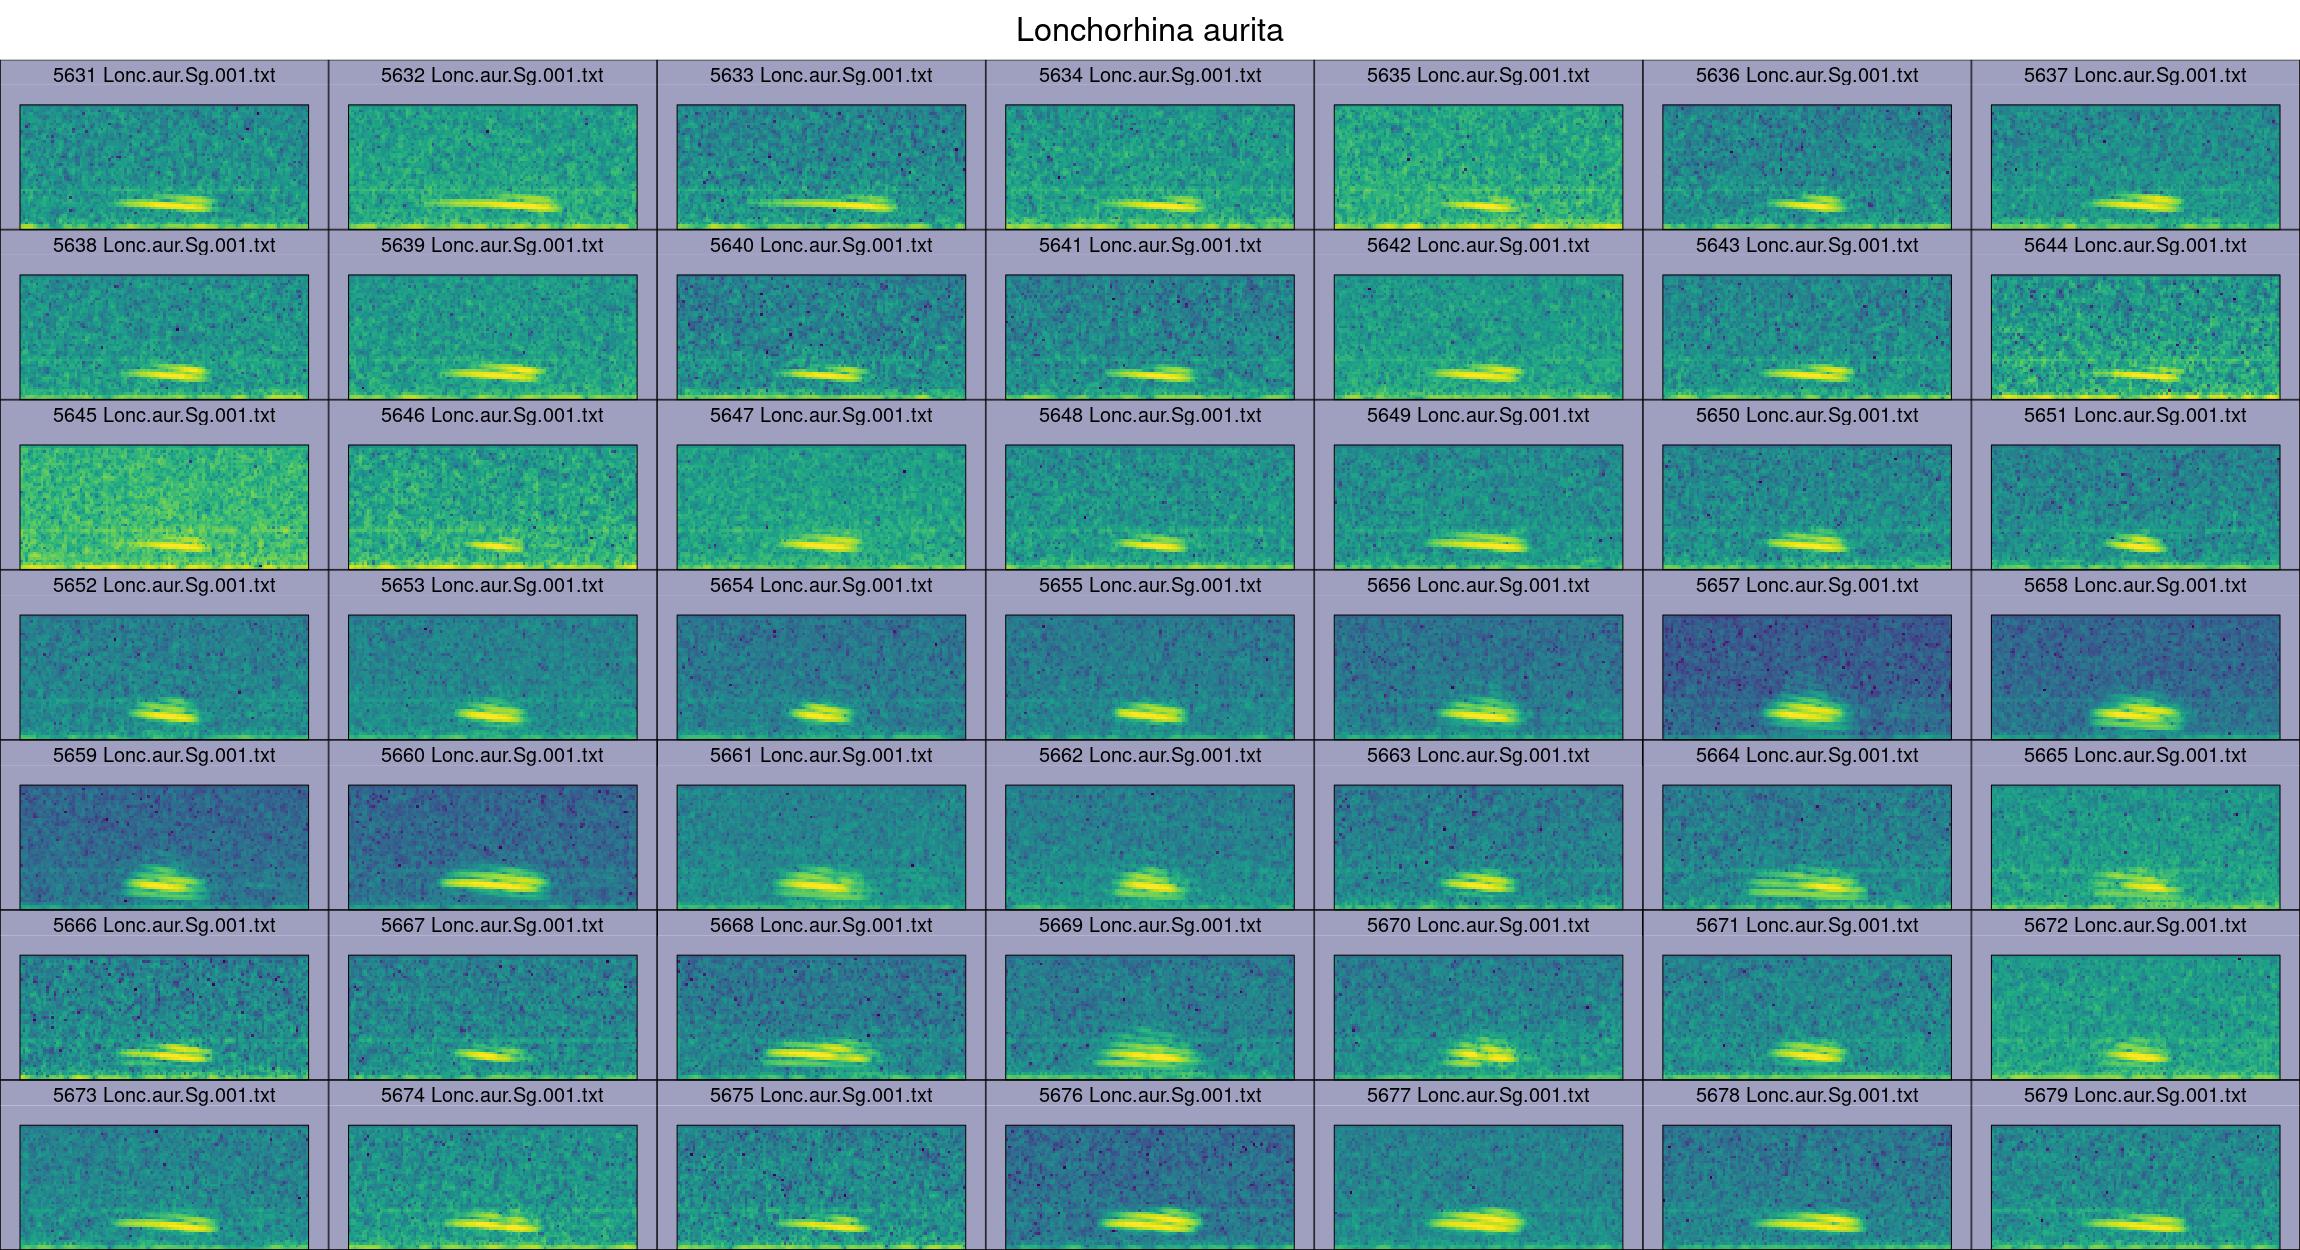 Lonchorhina aurita
5631 Lonc.aur.Sg.001.txt
5632 Lonc.aur.Sg.001.txt
5633 Lonc.aur.Sg.001.txt
5634 Lonc.aur.Sg.001.txt
5635 Lonc.aur.Sg.001.txt
5636 Lonc.aur.Sg.001.txt
5637 Lonc.aur.Sg.001.txt
5638 Lonc.aur.Sg.001.txt
5639 Lonc.aur.Sg.001.txt
5640 Lonc.aur.Sg.001.txt
5641 Lonc.aur.Sg.001.txt
5642 Lonc.aur.Sg.001.txt
5643 Lonc.aur.Sg.001.txt
5644 Lonc.aur.Sg.001.txt
5645 Lonc.aur.Sg.001.txt
5646 Lonc.aur.Sg.001.txt
5647 Lonc.aur.Sg.001.txt
5648 Lonc.aur.Sg.001.txt
5649 Lonc.aur.Sg.001.txt
5650 Lonc.aur.Sg.001.txt
5651 Lonc.aur.Sg.001.txt
5652 Lonc.aur.Sg.001.txt
5653 Lonc.aur.Sg.001.txt
5654 Lonc.aur.Sg.001.txt
5655 Lonc.aur.Sg.001.txt
5656 Lonc.aur.Sg.001.txt
5657 Lonc.aur.Sg.001.txt
5658 Lonc.aur.Sg.001.txt
5659 Lonc.aur.Sg.001.txt
5660 Lonc.aur.Sg.001.txt
5661 Lonc.aur.Sg.001.txt
5662 Lonc.aur.Sg.001.txt
5663 Lonc.aur.Sg.001.txt
5664 Lonc.aur.Sg.001.txt
5665 Lonc.aur.Sg.001.txt
5666 Lonc.aur.Sg.001.txt
5667 Lonc.aur.Sg.001.txt
5668 Lonc.aur.Sg.001.txt
5669 Lonc.aur.Sg.001.txt
5670 Lonc.aur.Sg.001.txt
5671 Lonc.aur.Sg.001.txt
5672 Lonc.aur.Sg.001.txt
5673 Lonc.aur.Sg.001.txt
5674 Lonc.aur.Sg.001.txt
5675 Lonc.aur.Sg.001.txt
5676 Lonc.aur.Sg.001.txt
5677 Lonc.aur.Sg.001.txt
5678 Lonc.aur.Sg.001.txt
5679 Lonc.aur.Sg.001.txt